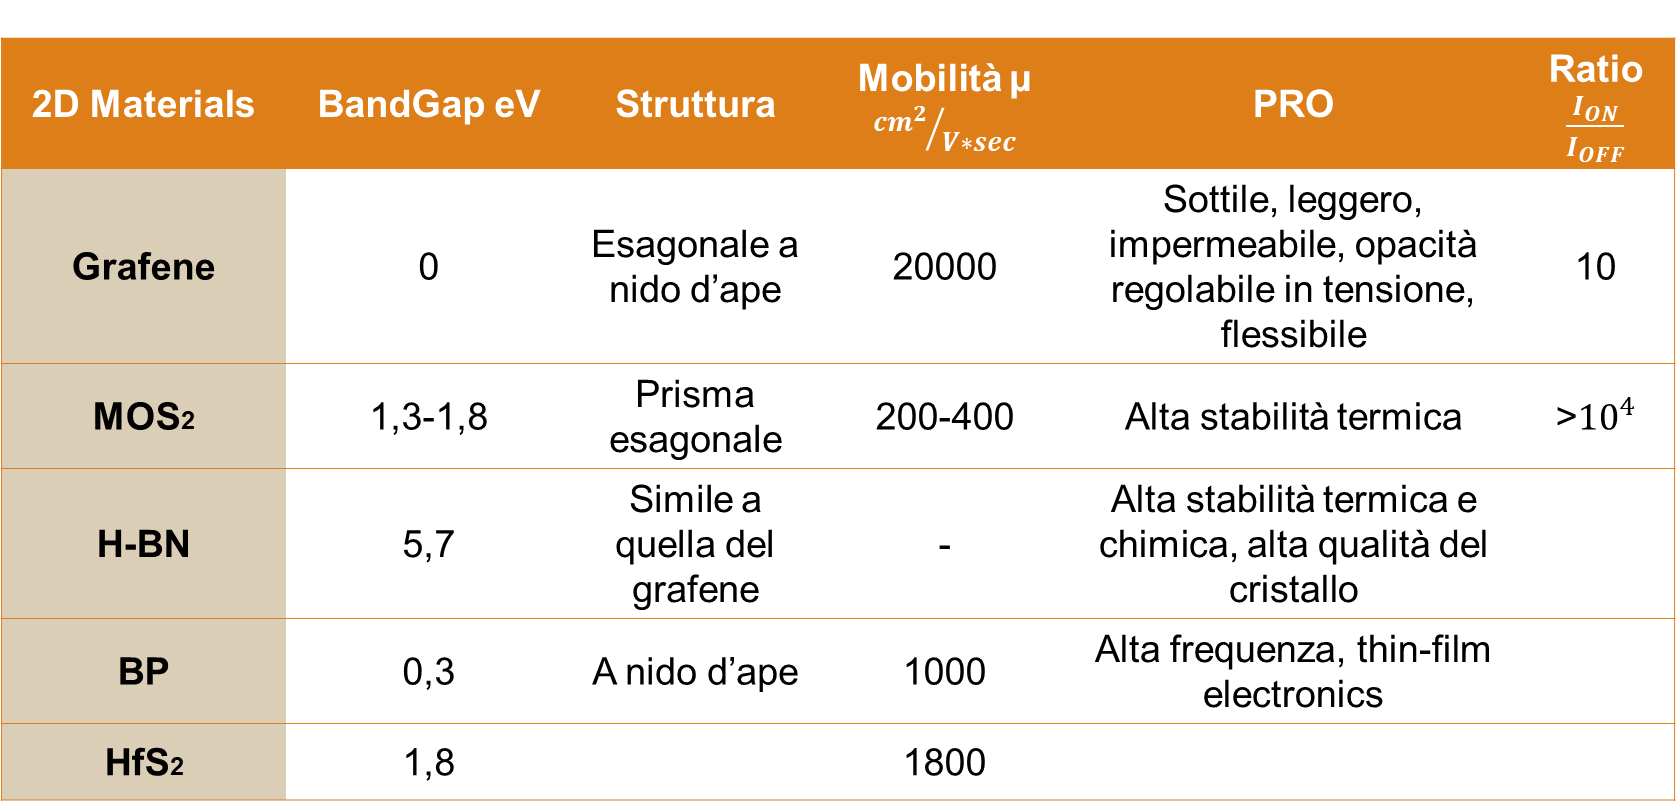 2D Materials
BandGap eV
Struttura
Mobilità µ
cm²/V∗sec
PRO
Ratio
I_ON
I_OFF
Grafene
0
Esagonale a
nido d’ape
20000
Sottile, leggero,
impermeabile, opacità
regolabile in tensione,
flessibile
10
MOS₂
1,3-1,8
Prisma
esagonale
200-400
Alta stabilità termica
>10⁴
H-BN
5,7
Simile a
quella del
grafene
-
Alta stabilità termica e
chimica, alta qualità del
cristallo
BP
0,3
A nido d’ape
1000
Alta frequenza, thin-film
electronics
HfS₂
1,8
1800